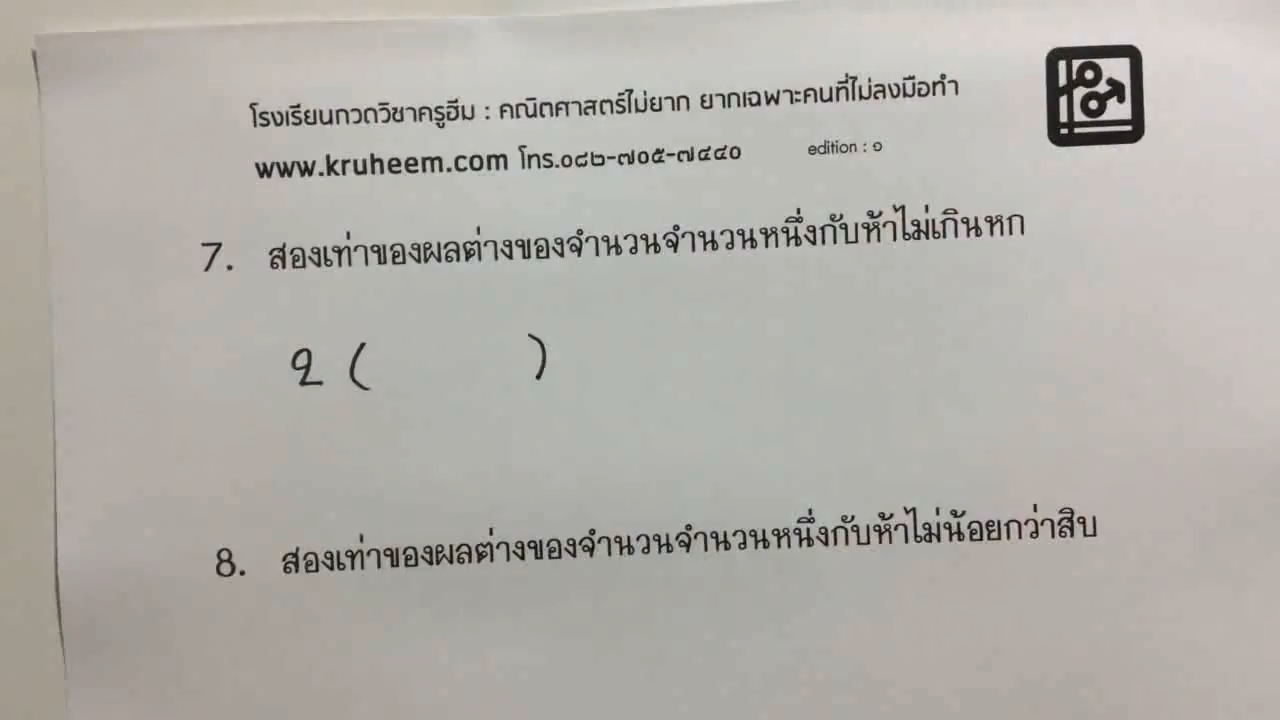 โรงเรียนกวดวิชาครูฮีม : คณิตศาสตร์ไม่ยาก ยากเฉพาะคนที่ไม่ลงมือทำ
www.kruheem.com โทร.๐๘๒-๗๐๕-๗๔๔๐ edition : ๑
7. สองเท่าของผลต่างของจำนวนจำนวนหนึ่งกับห้าไม่เกินหก
2 ( )
8. สองเท่าของผลต่างของจำนวนจำนวนหนึ่งกับห้าไม่น้อยกว่าสิบ